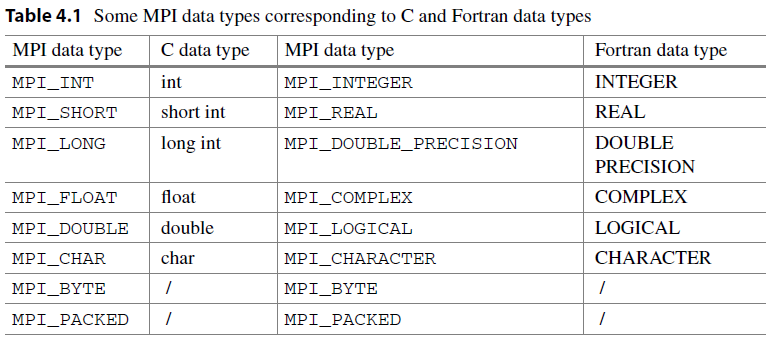 Table 4.1 Some MPI data types corresponding to C and Fortran data types
MPI data type C data type MPI data type Fortran data type
MPI_INT int MPI_INTEGER INTEGER
MPI_SHORT short int MPI_REAL REAL
MPI_LONG long int MPI_DOUBLE_PRECISION DOUBLE
PRECISION
MPI_FLOAT float MPI_COMPLEX COMPLEX
MPI_DOUBLE double MPI_LOGICAL LOGICAL
MPI_CHAR char MPI_CHARACTER CHARACTER
MPI_BYTE / MPI_BYTE /
MPI_PACKED / MPI_PACKED /